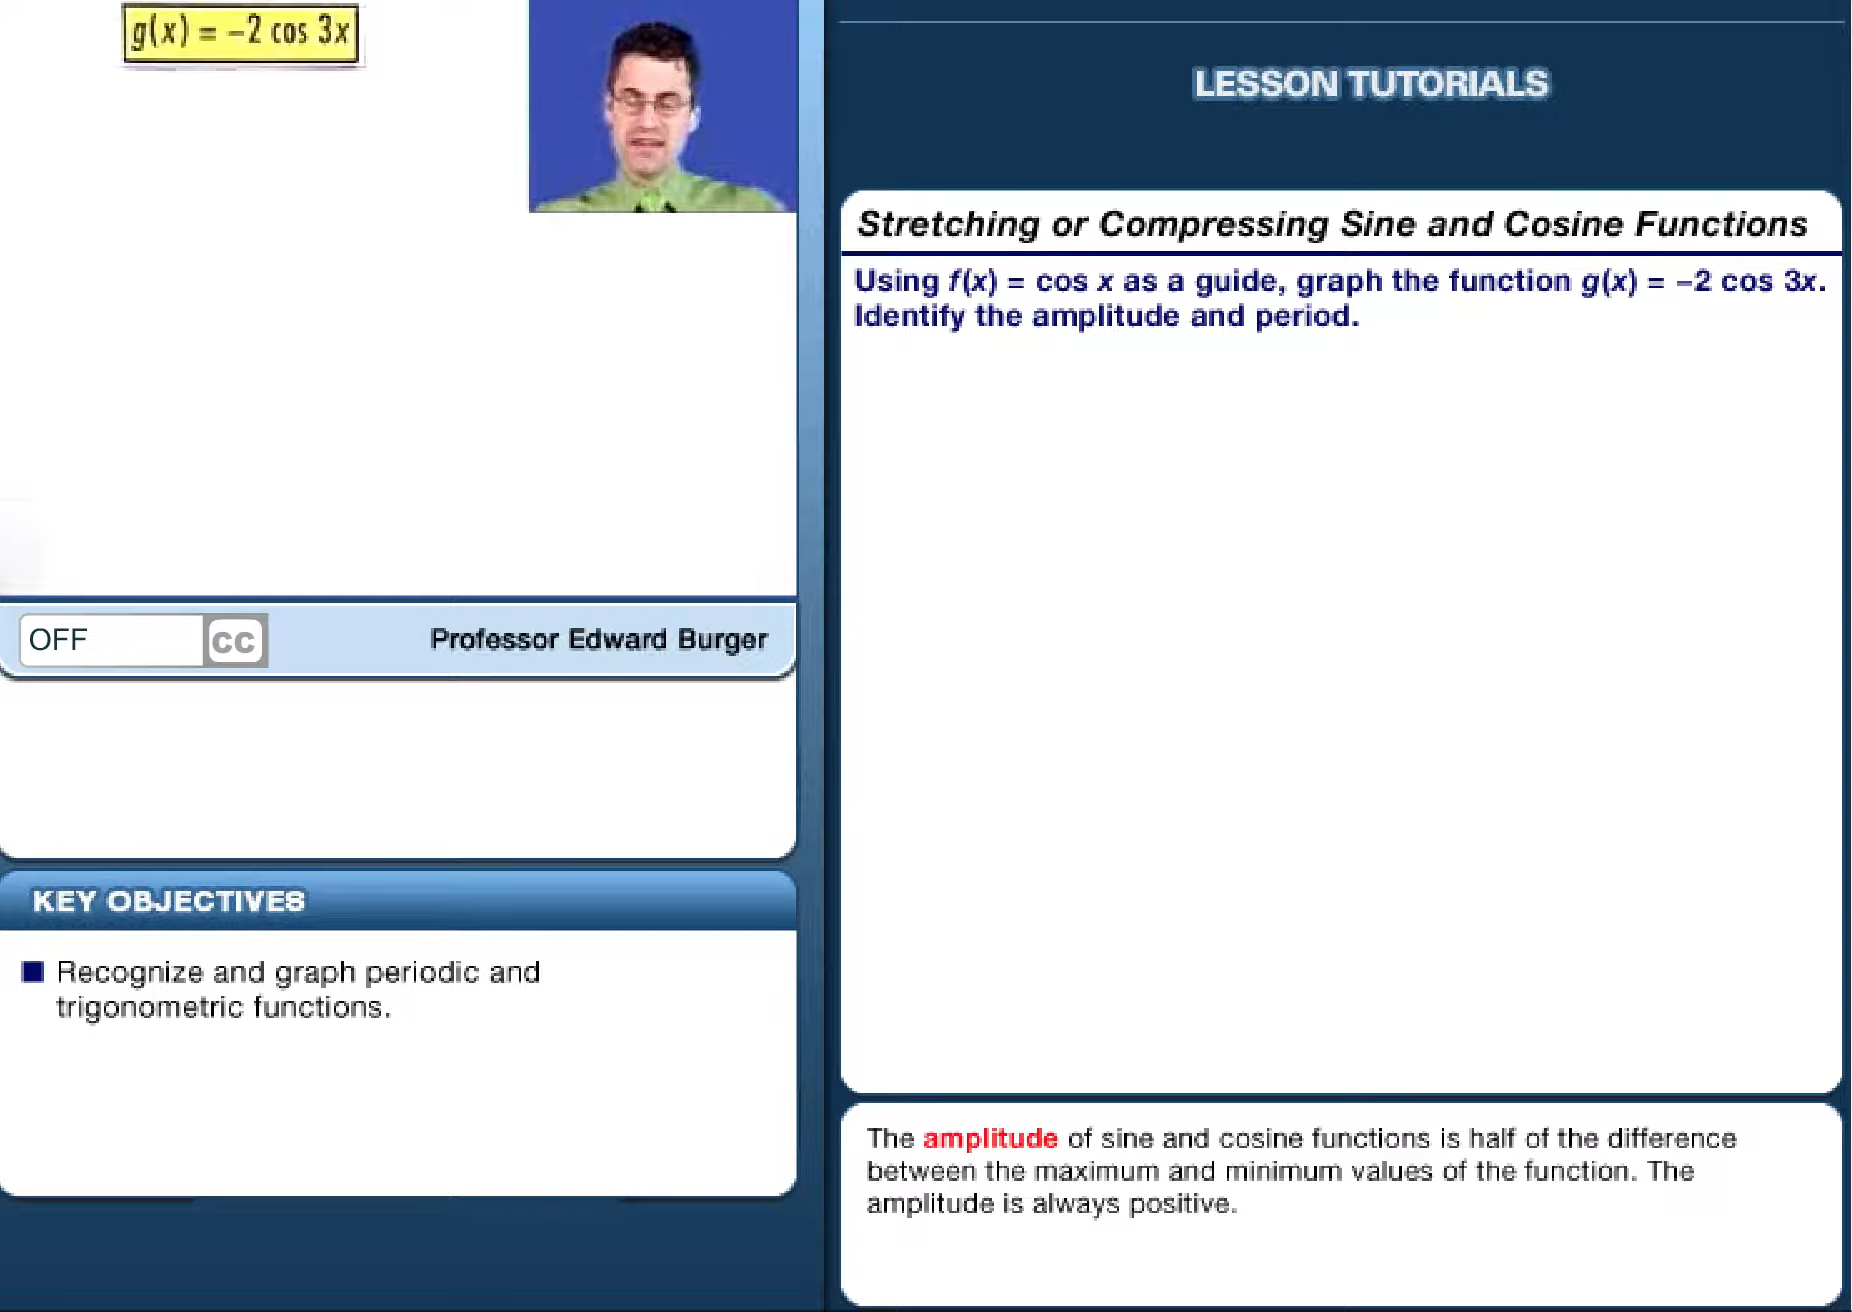 g(x) = −2 cos 3x
OFF
CC
Professor Edward Burger
KEY OBJECTIVES
■ Recognize and graph periodic and
trigonometric functions.
LESSON TUTORIALS
Stretching or Compressing Sine and Cosine Functions
Using f(x) = cos x as a guide, graph the function g(x) = −2 cos 3x.
Identify the amplitude and period.
The amplitude of sine and cosine functions is half of the difference
between the maximum and minimum values of the function. The
amplitude is always positive.